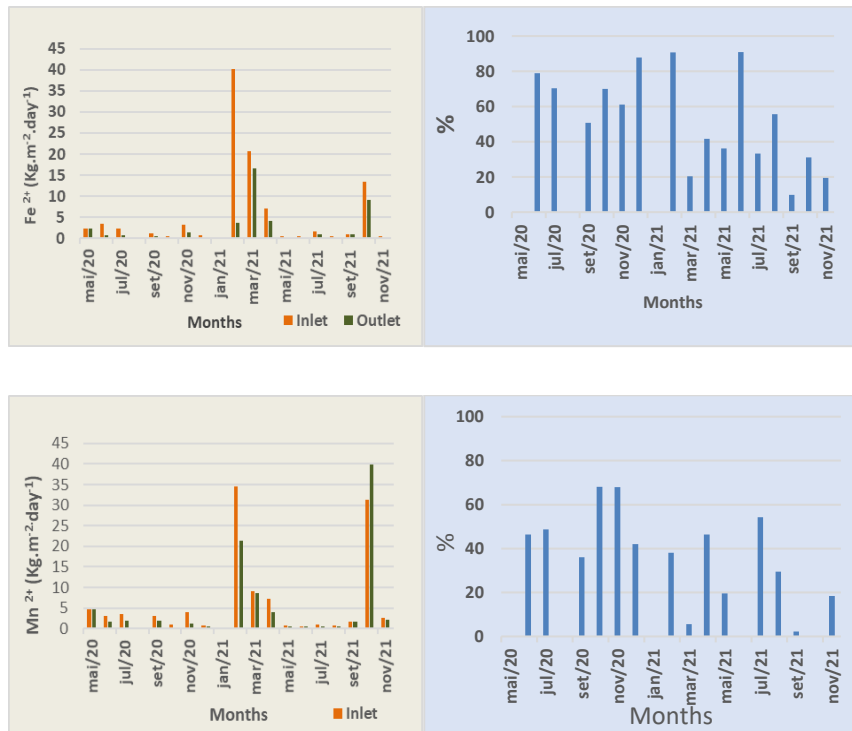 45
40
35
30
25
20
15
10
5
0
Fe 2+ (Kg.m-2.day-1)
mai/20
jul/20
set/20
nov/20
jan/21
mar/21
mai/21
jul/21
set/21
nov/21
Months
Inlet
Outlet
100
80
60
40
20
0
%
mai/20
jul/20
set/20
nov/20
jan/21
mar/21
mai/21
jul/21
set/21
nov/21
Months
45
40
35
30
25
20
15
10
5
0
Mn 2+ (Kg.m-2.day-1)
mai/20
jul/20
set/20
nov/20
jan/21
mar/21
mai/21
jul/21
set/21
nov/21
Months
Inlet
100
80
60
40
20
0
%
mai/20
jul/20
set/20
nov/20
jan/21
mar/21
mai/21
jul/21
set/21
nov/21
Months